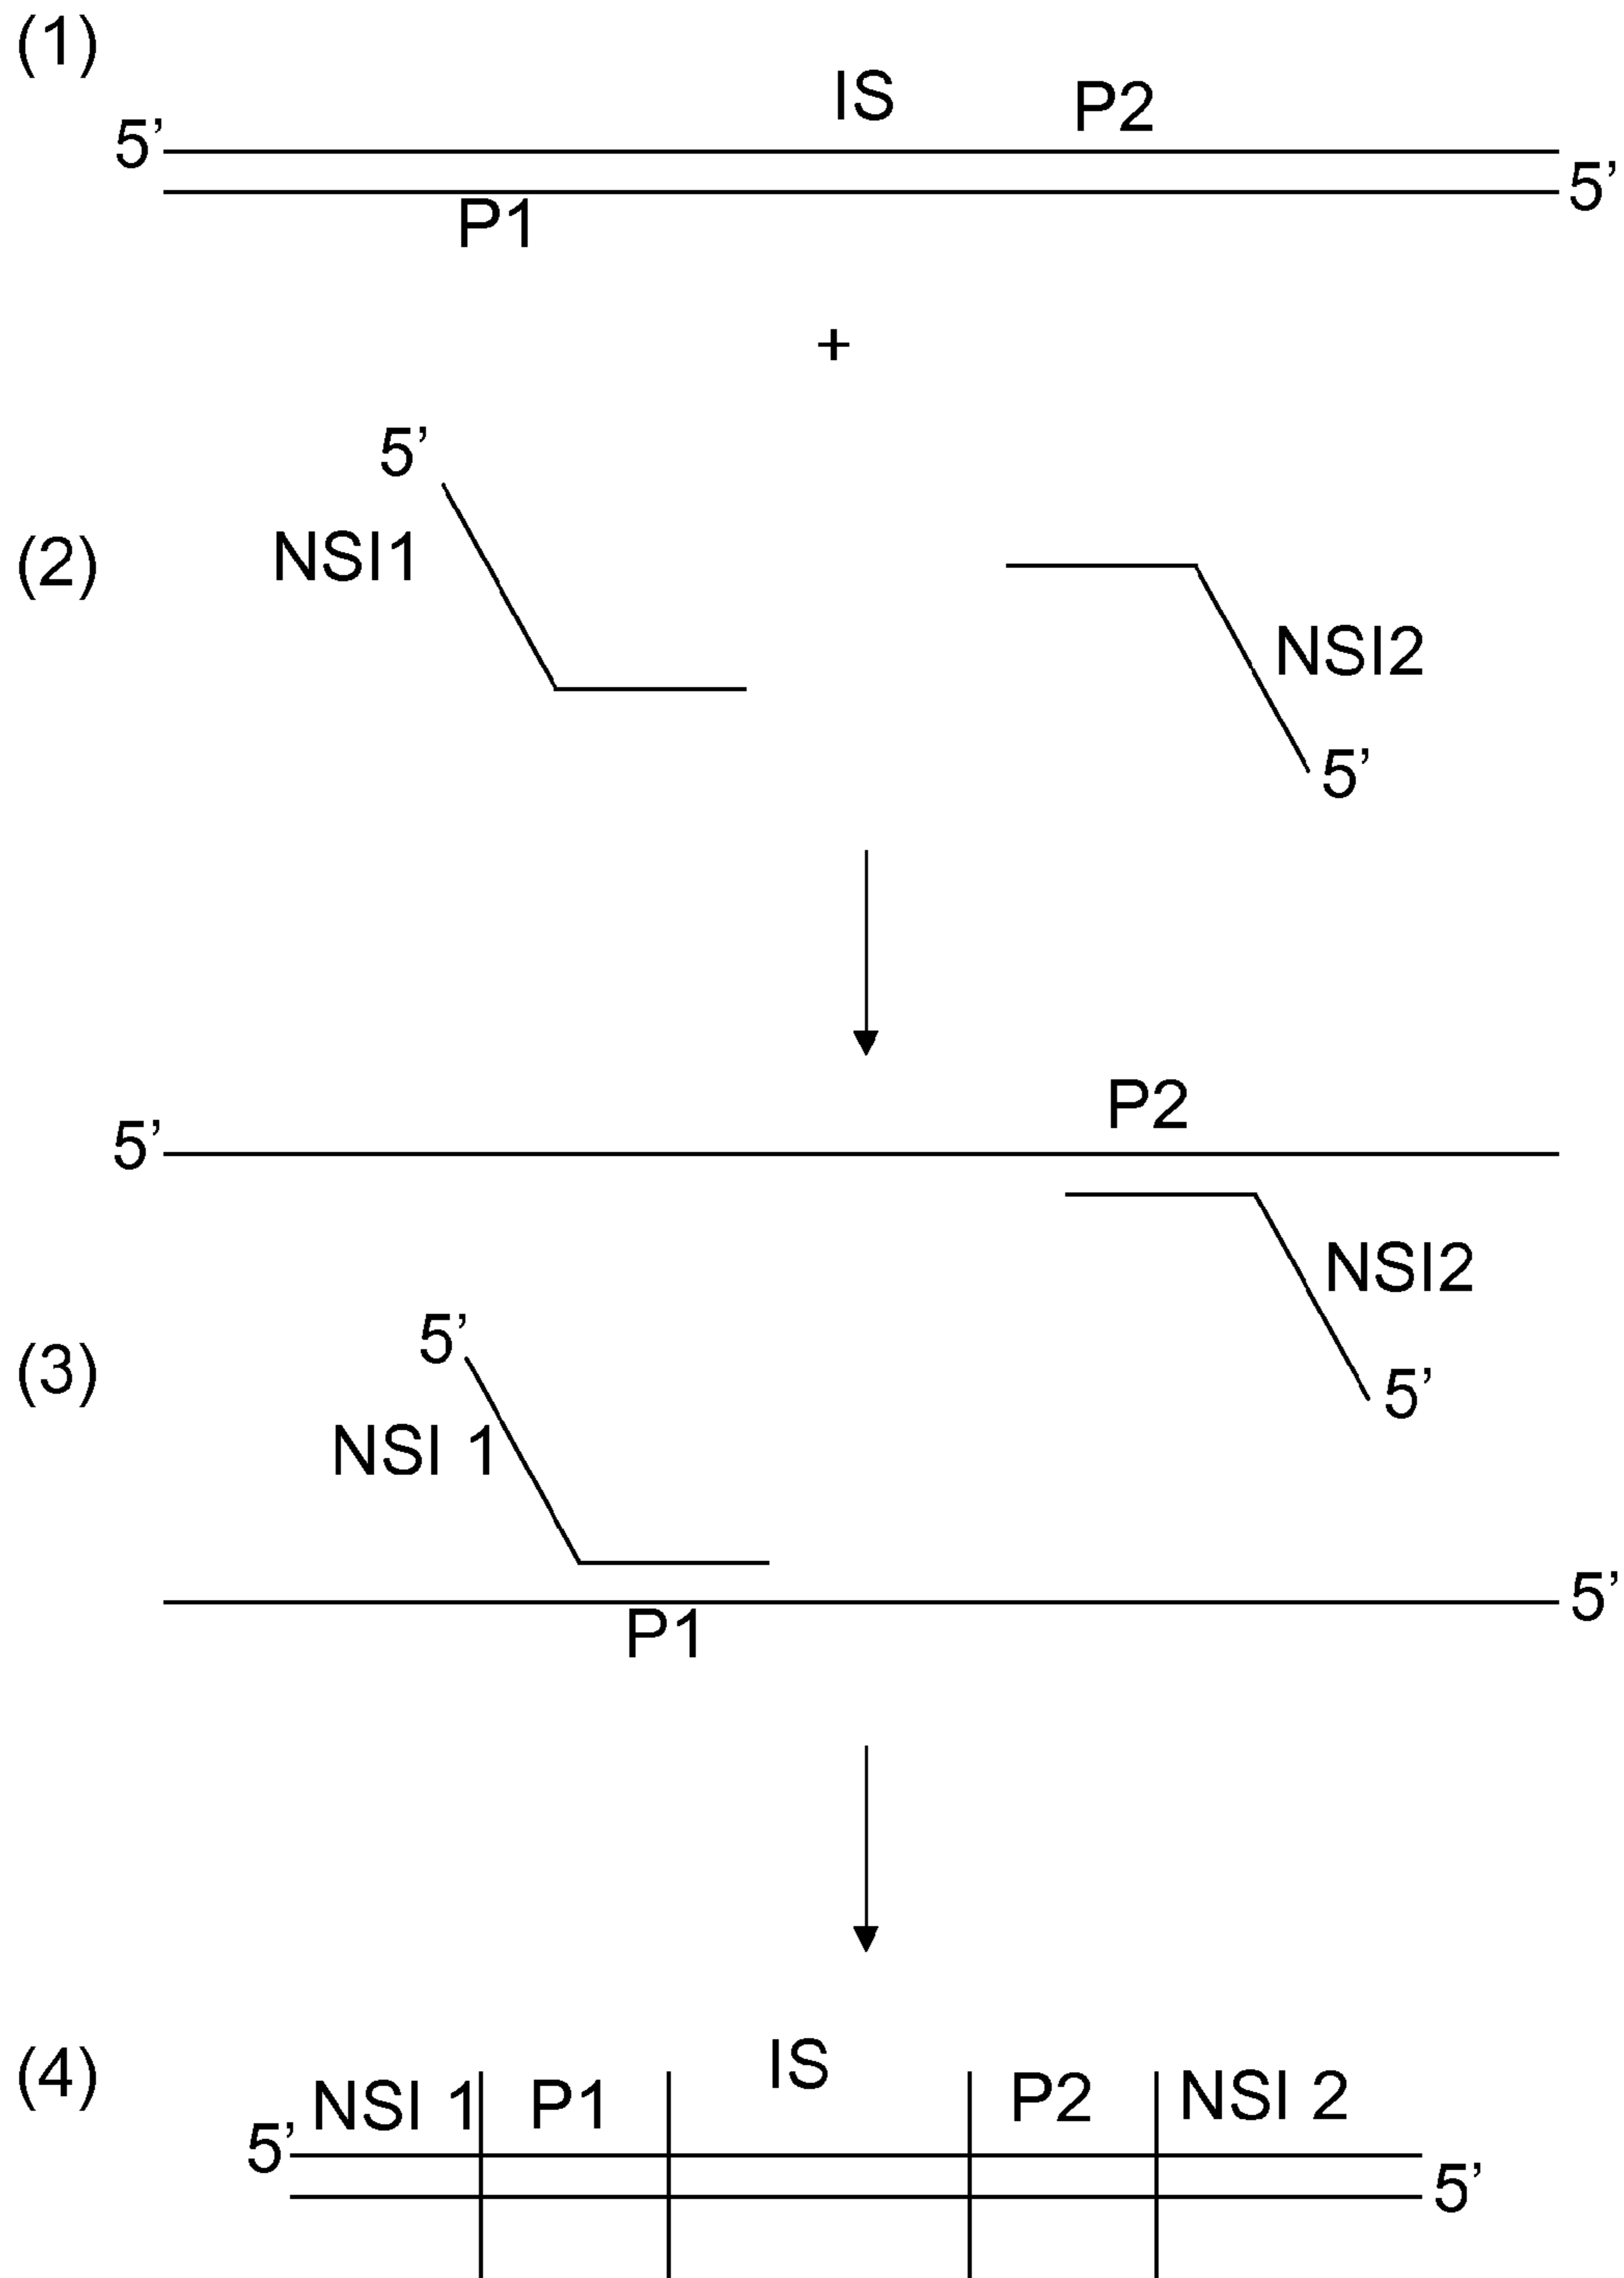 (1)
IS P2
5’
5’
P1
+
5’
(2) NSI1
NSI2
5’
P2
5’
NSI2
5’
(3) 5’
NSI 1
5’
P1
IS
(4) NSI 1 P1 P2 NSI 2
5’
5’